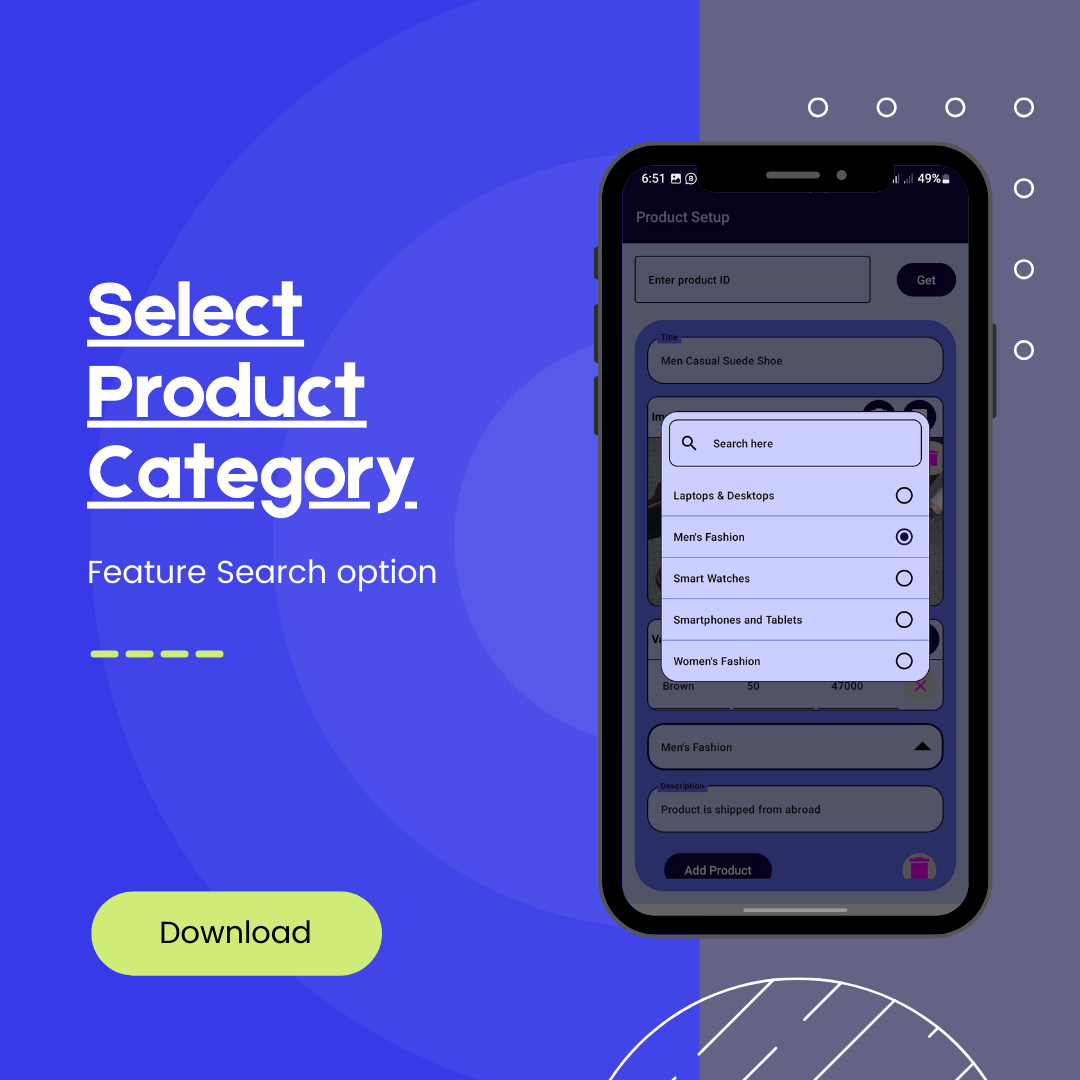 Select
Product
Category
Feature Search option
Download
6:51
49%
Product Setup
Enter product ID
Get
Title
Men Casual Suede Shoe
Im
Search here
Laptops & Desktops
Men's Fashion
Smart Watches
Smartphones and Tablets
Women's Fashion
Brown 50 47000
Men's Fashion
Description
Product is shipped from abroad
Add Product